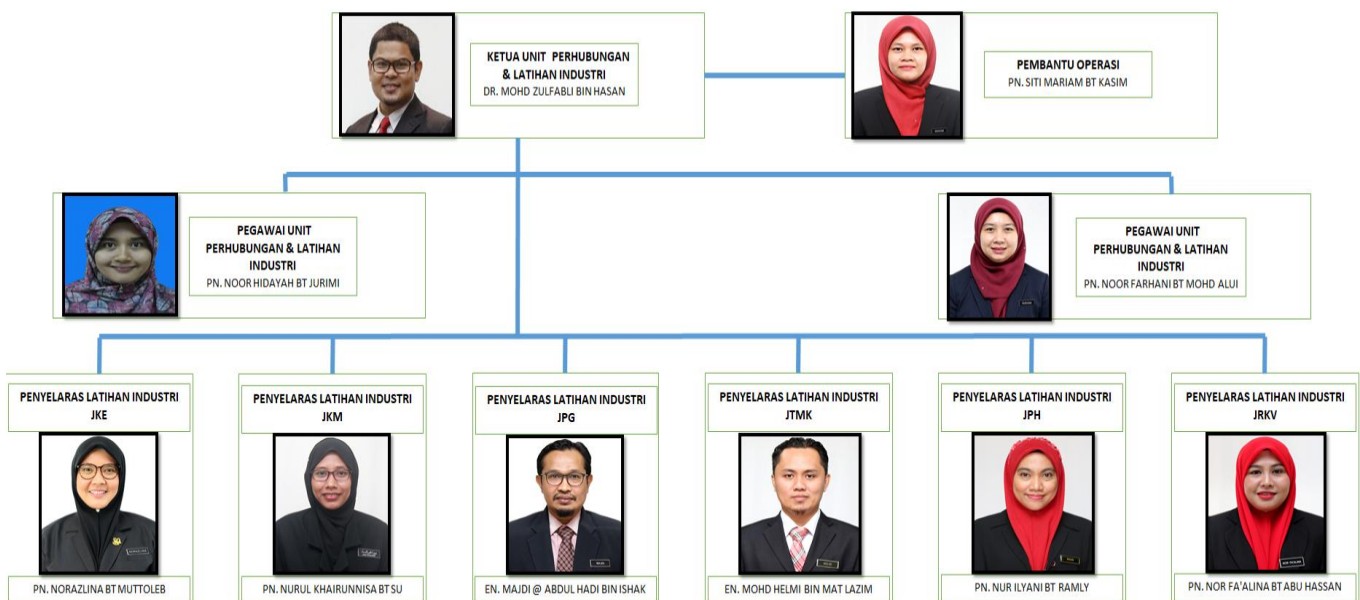 KETUA UNIT PERHUBUNGAN
& LATIHAN INDUSTRI
DR. MOHD ZULFABLI BIN HASAN
PEMBANTU OPERASI
PN. SITI MARIAM BT KASIM
PEGAWAI UNIT
PERHUBUNGAN & LATIHAN
INDUSTRI
PN. NOOR HIDAYAH BT JURIMI
PEGAWAI UNIT
PERHUBUNGAN & LATIHAN
INDUSTRI
PN. NOOR FARHANI BT MOHD ALUI
PENYELARAS LATIHAN INDUSTRI
JKE
PN. NORAZLINA BT MUTTOLEB
PENYELARAS LATIHAN INDUSTRI
JKM
PN. NURUL KHAIRUNNISA BT SU
PENYELARAS LATIHAN INDUSTRI
JPG
EN. MAJDI @ ABDUL HADI BIN ISHAK
PENYELARAS LATIHAN INDUSTRI
JTMK
EN. MOHD HELMI BIN MAT LAZIM
PENYELARAS LATIHAN INDUSTRI
JPH
PN. NUR ILYANI BT RAMLY
PENYELARAS LATIHAN INDUSTRI
JRKV
PN. NOR FA'ALINA BT ABU HASSAN